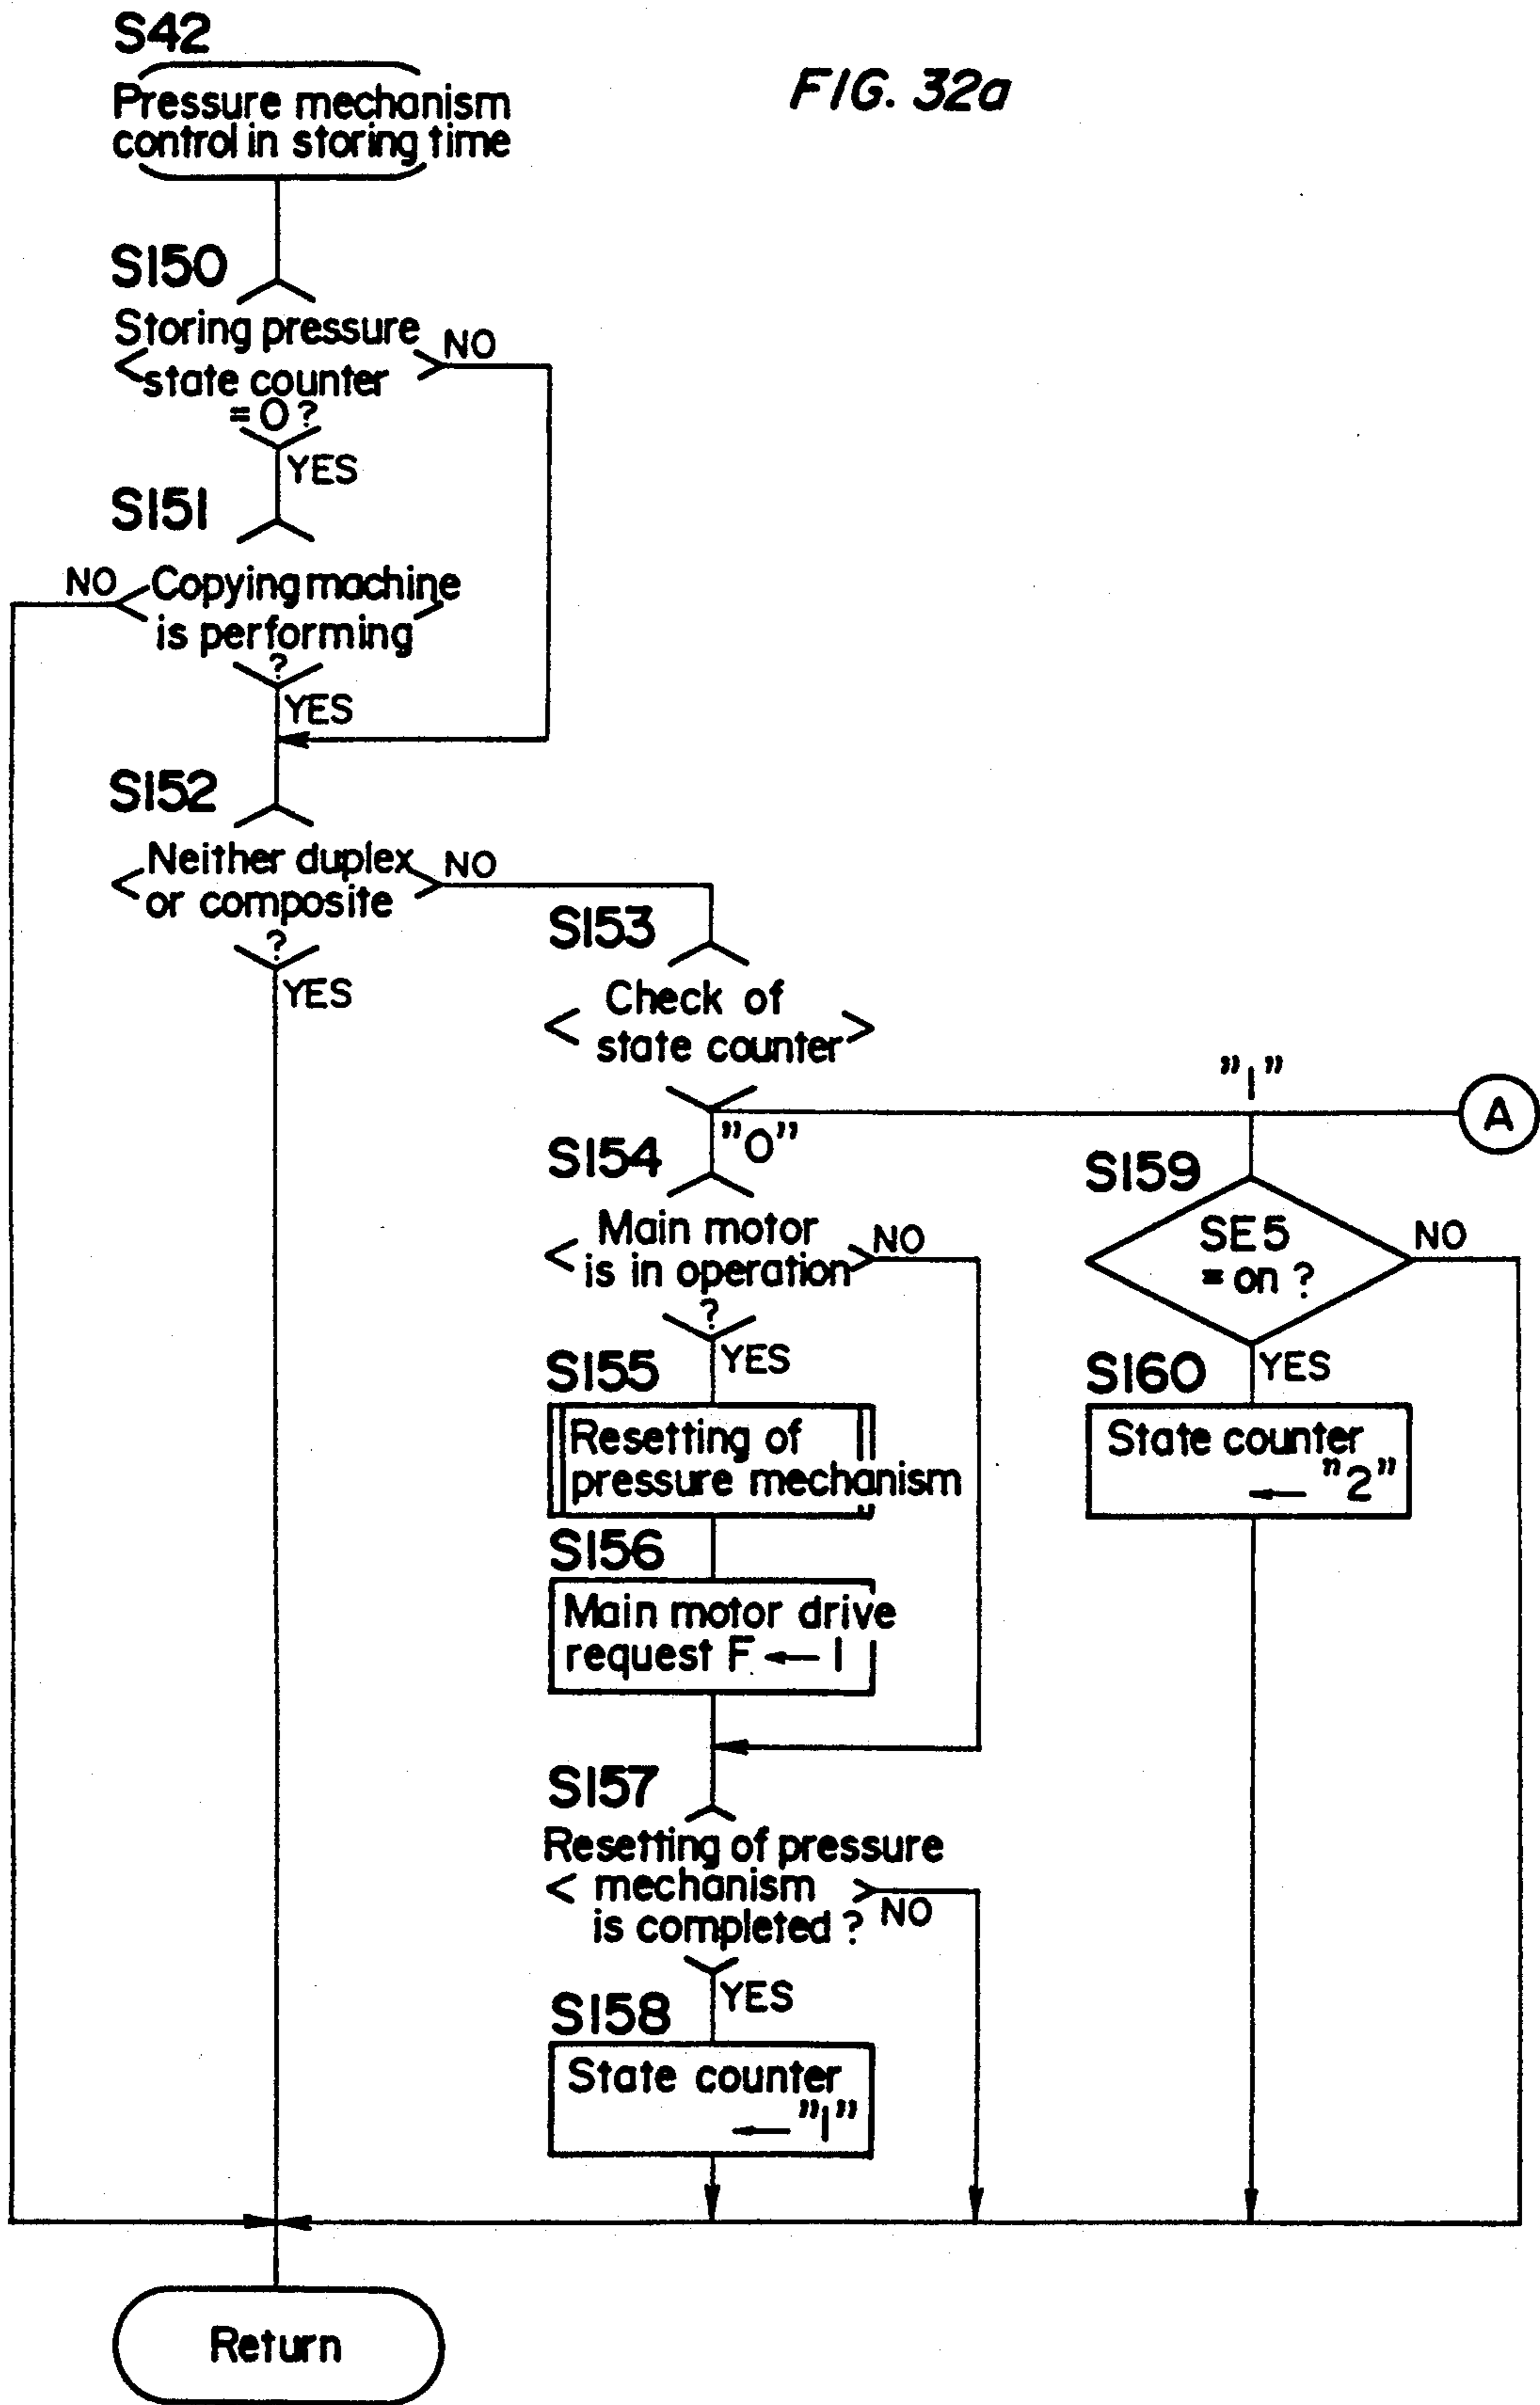 S42
FIG. 32a
Pressure mechanism
control in storing time
S150
Storing pressure
state counter
= 0 ?
NO
YES
S151
NO
Copying machine
is performing
?
YES
S152
Neither duplex
or composite
?
NO
YES
S153
Check of
state counter
"0"
"1"
A
S154
Main motor
is in operation
?
NO
YES
S155
Resetting of
pressure mechanism
S156
Main motor drive
request F ← 1
S157
Resetting of pressure
mechanism
is completed ?
NO
YES
S158
State counter
← "1"
S159
SE5
= on ?
NO
YES
S160
State counter
← "2"
Return